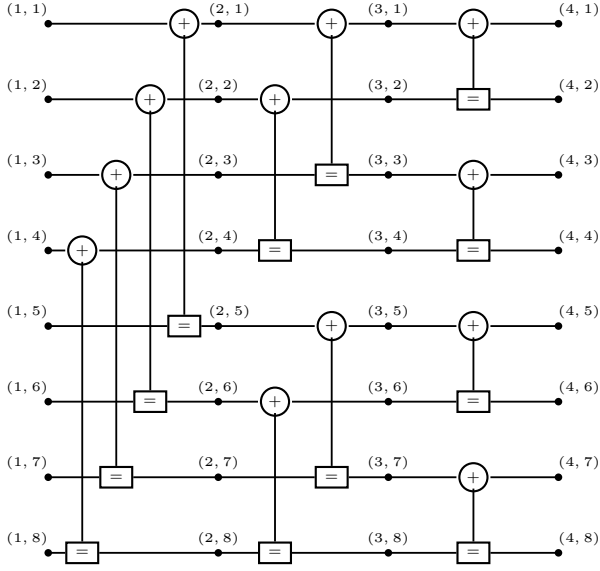 (1, 1) + (2, 1) + (3, 1) + (4, 1)
(1, 2) + (2, 2) + (3, 2) = (4, 2)
(1, 3) + (2, 3) = (3, 3) + (4, 3)
(1, 4) + (2, 4) = (3, 4) = (4, 4)
(1, 5) = (2, 5) + (3, 5) + (4, 5)
(1, 6) = (2, 6) + (3, 6) = (4, 6)
(1, 7) = (2, 7) = (3, 7) + (4, 7)
(1, 8) = (2, 8) = (3, 8) = (4, 8)